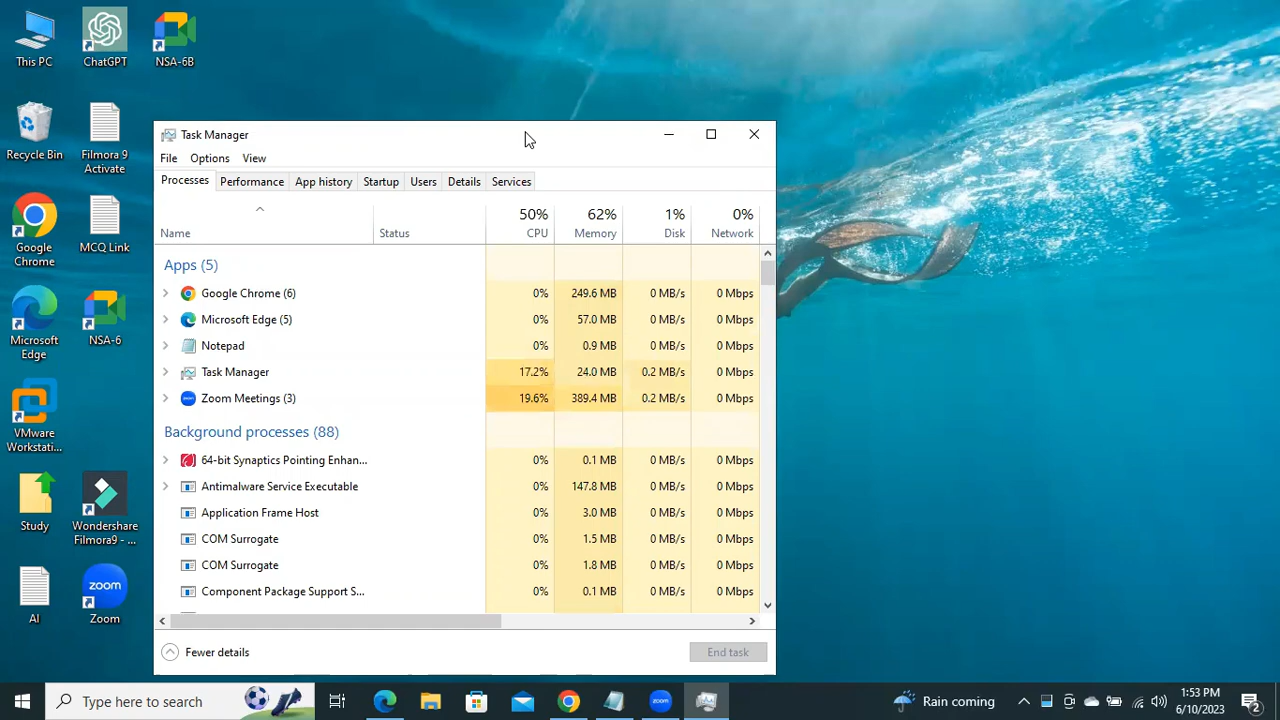 This PC
ChatGPT
NSA-6B
Recycle Bin
Filmora 9
Activate
Google
Chrome
MCQ Link
Microsoft
Edge
NSA-6
VMware
Workstati...
Study
Wondershare
Filmora9 - ...
AI
zoom
Zoom
Task Manager
File Options View
Processes Performance App history Startup Users Details Services
50% 62% 1% 0%
Name Status CPU Memory Disk Network
Apps (5)
Google Chrome (6) 0% 249.6 MB 0 MB/s 0 Mbps
Microsoft Edge (5) 0% 57.0 MB 0 MB/s 0 Mbps
Notepad 0% 0.9 MB 0 MB/s 0 Mbps
Task Manager 17.2% 24.0 MB 0.2 MB/s 0 Mbps
Zoom Meetings (3) 19.6% 389.4 MB 0.2 MB/s 0 Mbps
Background processes (88)
64-bit Synaptics Pointing Enhan... 0% 0.1 MB 0 MB/s 0 Mbps
Antimalware Service Executable 0% 147.8 MB 0 MB/s 0 Mbps
Application Frame Host 0% 3.0 MB 0 MB/s 0 Mbps
COM Surrogate 0% 1.5 MB 0 MB/s 0 Mbps
COM Surrogate 0% 1.8 MB 0 MB/s 0 Mbps
Component Package Support S... 0% 0.1 MB 0 MB/s 0 Mbps
Fewer details End task
Type here to search
zoom
Rain coming
1:53 PM
6/10/2023
2